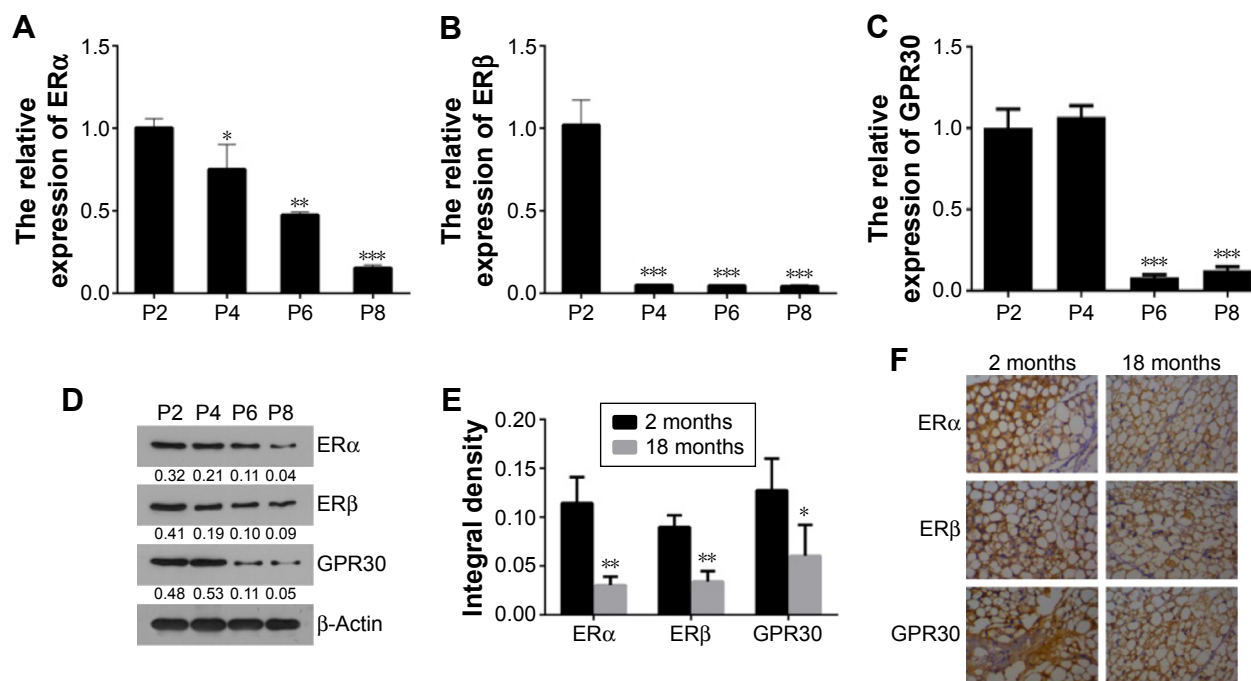 A
The relative
expression of ERα
1.5
1.0
0.5
0.0
*
**
***
P2 P4 P6 P8
B
The relative
expression of ERβ
1.5
1.0
0.5
0.0
*** *** ***
P2 P4 P6 P8
C
The relative
expression of GPR30
1.5
1.0
0.5
0.0
*** ***
P2 P4 P6 P8
D
P2 P4 P6 P8
ERα
0.32 0.21 0.11 0.04
ERβ
0.41 0.19 0.10 0.09
GPR30
0.48 0.53 0.11 0.05
β-Actin
E
Integral density
0.20
0.15
0.10
0.05
0.00
2 months
18 months
** ** *
ERα ERβ GPR30
F
2 months 18 months
ERα
ERβ
GPR30